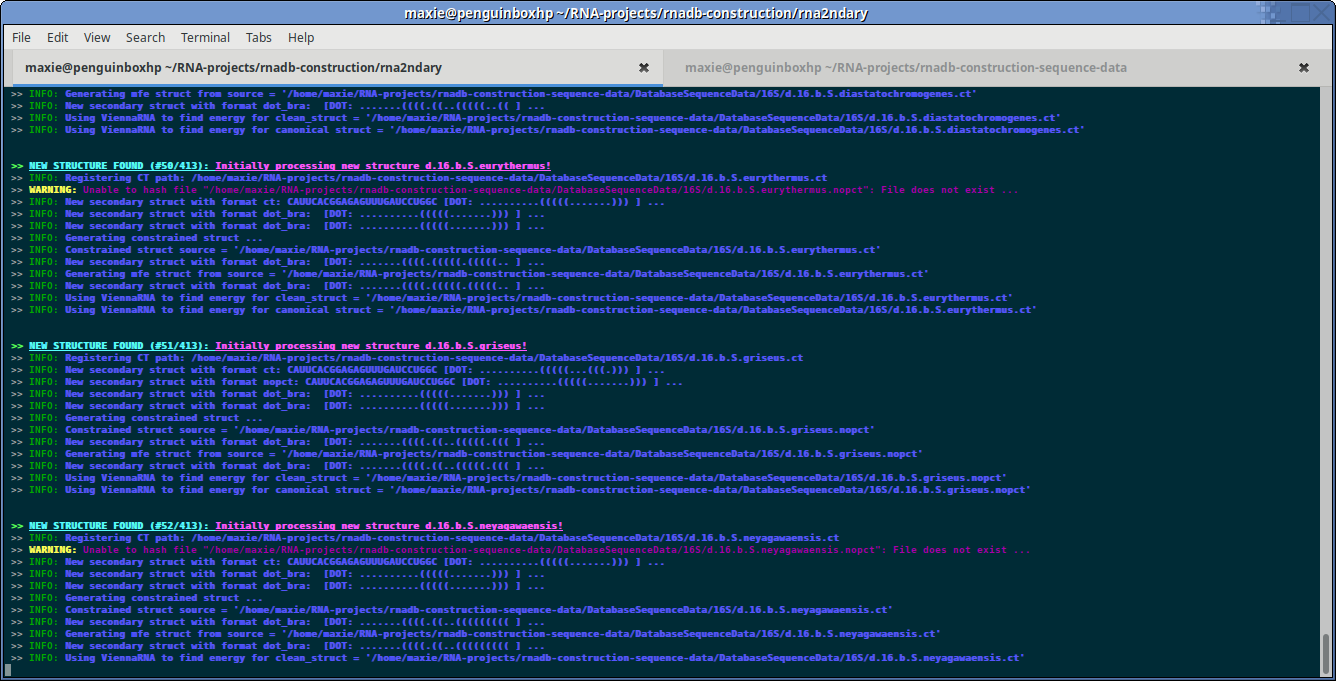 maxie@penguinboxhp ~/RNA-projects/rnadb-construction/rna2ndary
File Edit View Search Terminal Tabs Help
maxie@penguinboxhp ~/RNA-projects/rnadb-construction/rna2ndary ✖ maxie@penguinboxhp ~/RNA-projects/rnadb-construction-sequence-data ✖
>> INFO: Generating mfe struct from source = '/home/maxie/RNA-projects/rnadb-construction-sequence-data/DatabaseSequenceData/16S/d.16.b.S.diastatochromogenes.ct'
>> INFO: New secondary struct with format dot_bra:  [DOT: .......((((.((..(((((..(( ] ...
>> INFO: Using ViennaRNA to find energy for clean_struct = '/home/maxie/RNA-projects/rnadb-construction-sequence-data/DatabaseSequenceData/16S/d.16.b.S.diastatochromogenes.ct'
>> INFO: Using ViennaRNA to find energy for canonical struct = '/home/maxie/RNA-projects/rnadb-construction-sequence-data/DatabaseSequenceData/16S/d.16.b.S.diastatochromogenes.ct'
>> NEW STRUCTURE FOUND (#50/413): Initially processing new structure d.16.b.S.eurythermus!
>> INFO: Registering CT path: /home/maxie/RNA-projects/rnadb-construction-sequence-data/DatabaseSequenceData/16S/d.16.b.S.eurythermus.ct
>> WARNING: Unable to hash file "/home/maxie/RNA-projects/rnadb-construction-sequence-data/DatabaseSequenceData/16S/d.16.b.S.eurythermus.nopct": File does not exist ...
>> INFO: New secondary struct with format ct: CAUUCACGGAGAGUUUGAUCCUGGC [DOT: ..........(((((.......))) ] ...
>> INFO: New secondary struct with format dot_bra:  [DOT: ..........(((((.......))) ] ...
>> INFO: New secondary struct with format dot_bra:  [DOT: ..........(((((.......))) ] ...
>> INFO: Generating constrained struct ...
>> INFO: Constrained struct source = '/home/maxie/RNA-projects/rnadb-construction-sequence-data/DatabaseSequenceData/16S/d.16.b.S.eurythermus.ct'
>> INFO: New secondary struct with format dot_bra:  [DOT: .......((((.(((((.(((((.. ] ...
>> INFO: Generating mfe struct from source = '/home/maxie/RNA-projects/rnadb-construction-sequence-data/DatabaseSequenceData/16S/d.16.b.S.eurythermus.ct'
>> INFO: New secondary struct with format dot_bra:  [DOT: .......((((.(((((.(((((.. ] ...
>> INFO: Using ViennaRNA to find energy for clean_struct = '/home/maxie/RNA-projects/rnadb-construction-sequence-data/DatabaseSequenceData/16S/d.16.b.S.eurythermus.ct'
>> INFO: Using ViennaRNA to find energy for canonical struct = '/home/maxie/RNA-projects/rnadb-construction-sequence-data/DatabaseSequenceData/16S/d.16.b.S.eurythermus.ct'
>> NEW STRUCTURE FOUND (#51/413): Initially processing new structure d.16.b.S.griseus!
>> INFO: Registering CT path: /home/maxie/RNA-projects/rnadb-construction-sequence-data/DatabaseSequenceData/16S/d.16.b.S.griseus.ct
>> INFO: New secondary struct with format ct: CAUUCACGGAGAGUUUGAUCCUGGC [DOT: ..........(((((...(((.))) ] ...
>> INFO: New secondary struct with format nopct: CAUUCACGGAGAGUUUGAUCCUGGC [DOT: ..........(((((.......))) ] ...
>> INFO: New secondary struct with format dot_bra:  [DOT: ..........(((((.......))) ] ...
>> INFO: New secondary struct with format dot_bra:  [DOT: ..........(((((.......))) ] ...
>> INFO: Generating constrained struct ...
>> INFO: Constrained struct source = '/home/maxie/RNA-projects/rnadb-construction-sequence-data/DatabaseSequenceData/16S/d.16.b.S.griseus.nopct'
>> INFO: New secondary struct with format dot_bra:  [DOT: .......((((.((..(((((.((( ] ...
>> INFO: Generating mfe struct from source = '/home/maxie/RNA-projects/rnadb-construction-sequence-data/DatabaseSequenceData/16S/d.16.b.S.griseus.nopct'
>> INFO: New secondary struct with format dot_bra:  [DOT: .......((((.((..(((((.((( ] ...
>> INFO: Using ViennaRNA to find energy for clean_struct = '/home/maxie/RNA-projects/rnadb-construction-sequence-data/DatabaseSequenceData/16S/d.16.b.S.griseus.nopct'
>> INFO: Using ViennaRNA to find energy for canonical struct = '/home/maxie/RNA-projects/rnadb-construction-sequence-data/DatabaseSequenceData/16S/d.16.b.S.griseus.nopct'
>> NEW STRUCTURE FOUND (#52/413): Initially processing new structure d.16.b.S.neyagawaensis!
>> INFO: Registering CT path: /home/maxie/RNA-projects/rnadb-construction-sequence-data/DatabaseSequenceData/16S/d.16.b.S.neyagawaensis.ct
>> WARNING: Unable to hash file "/home/maxie/RNA-projects/rnadb-construction-sequence-data/DatabaseSequenceData/16S/d.16.b.S.neyagawaensis.nopct": File does not exist ...
>> INFO: New secondary struct with format ct: CAUUCACGGAGAGUUUGAUCCUGGC [DOT: ..........(((((.......))) ] ...
>> INFO: New secondary struct with format dot_bra:  [DOT: ..........(((((.......))) ] ...
>> INFO: New secondary struct with format dot_bra:  [DOT: ..........(((((.......))) ] ...
>> INFO: Generating constrained struct ...
>> INFO: Constrained struct source = '/home/maxie/RNA-projects/rnadb-construction-sequence-data/DatabaseSequenceData/16S/d.16.b.S.neyagawaensis.ct'
>> INFO: New secondary struct with format dot_bra:  [DOT: .......((((.((..((((((((( ] ...
>> INFO: Generating mfe struct from source = '/home/maxie/RNA-projects/rnadb-construction-sequence-data/DatabaseSequenceData/16S/d.16.b.S.neyagawaensis.ct'
>> INFO: New secondary struct with format dot_bra:  [DOT: .......((((.((..((((((((( ] ...
>> INFO: Using ViennaRNA to find energy for clean_struct = '/home/maxie/RNA-projects/rnadb-construction-sequence-data/DatabaseSequenceData/16S/d.16.b.S.neyagawaensis.ct'